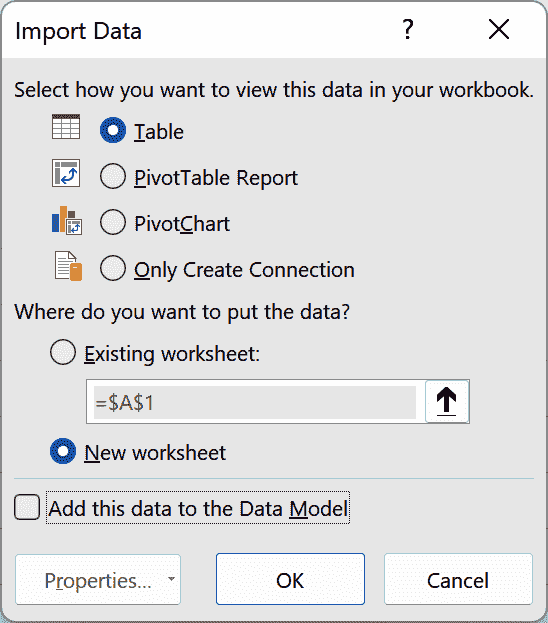 Import Data ?
Select how you want to view this data in your workbook.
Table
PivotTable Report
PivotChart
Only Create Connection
Where do you want to put the data?
Existing worksheet:
=$A$1
New worksheet
Add this data to the Data Model
Properties... OK Cancel